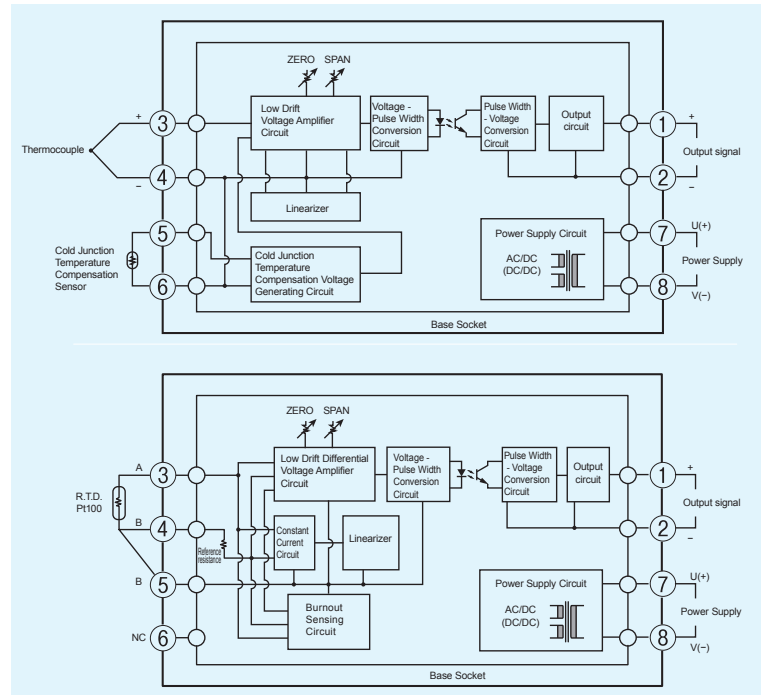 ZERO SPAN
Low Drift
Voltage Amplifier
Circuit
Voltage -
Pulse Width
Conversion
Circuit
Pulse Width
- Voltage
Conversion
Circuit
Output
circuit
+
3
1
+
Thermocouple
Output signal
4
−
2
−
Linearizer
5
Cold Junction
Temperature
Compensation
Sensor
6
Cold Junction
Temperature
Compensation Voltage
Generating Circuit
Power Supply Circuit
AC/DC
(DC/DC)
7
U(+)
Power Supply
8
V(−)
Base Socket
ZERO SPAN
Low Drift Differential
Voltage Amplifier
Circuit
Voltage -
Pulse Width
Conversion
Circuit
Pulse Width
- Voltage
Conversion
Circuit
Output
circuit
A
3
1
+
R.T.D.
Pt100
Output signal
B
4
2
−
Reference
resistance
Constant
Current
Circuit
Linearizer
B
5
Burnout
Sensing
Circuit
Power Supply Circuit
AC/DC
(DC/DC)
7
U(+)
Power Supply
NC
6
8
V(−)
Base Socket